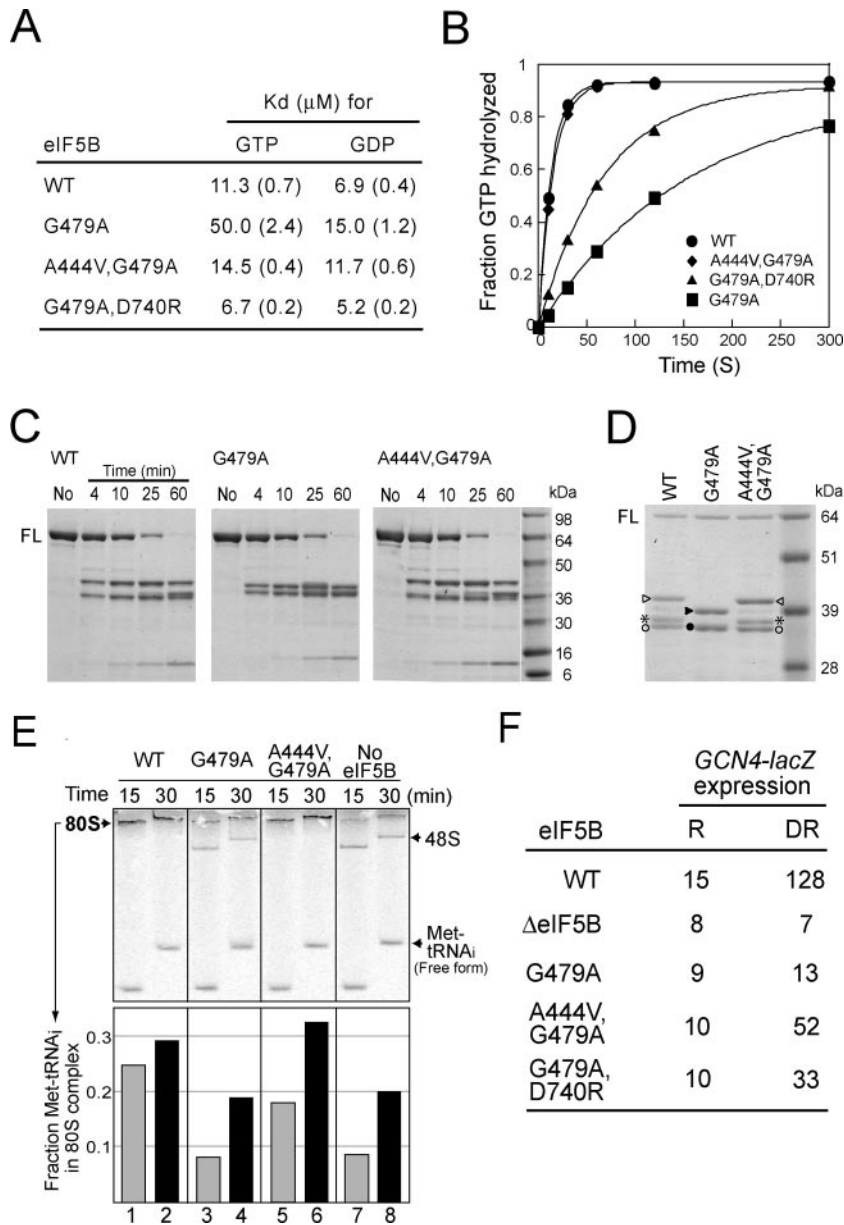 A
Kd (μM) for
eIF5B GTP GDP
WT 11.3 (0.7) 6.9 (0.4)
G479A 50.0 (2.4) 15.0 (1.2)
A444V,G479A 14.5 (0.4) 11.7 (0.6)
G479A,D740R 6.7 (0.2) 5.2 (0.2)
B
Fraction GTP hydrolyzed
1
0.8
0.6
0.4
0.2
0
0 50 100 150 200 250 300
Time (S)
WT
A444V,G479A
G479A,D740R
G479A
C
WT G479A A444V,G479A
Time (min)
No 4 10 25 60 No 4 10 25 60 No 4 10 25 60 kDa
FL
98
64
50
36
30
16
6
D
WT
G479A
A444V,
G479A
kDa
FL
64
51
39
28
* *
E
WT G479A A444V,
G479A No
eIF5B
Time 15 30 15 30 15 30 15 30 (min)
80S
48S
Met-
tRNAi
(Free form)
Fraction Met-tRNAi
in 80S complex
0.3
0.2
0.1
1 2 3 4 5 6 7 8
F
GCN4-lacZ
expression
eIF5B R DR
WT 15 128
ΔeIF5B 8 7
G479A 9 13
A444V,
G479A 10 52
G479A,
D740R 10 33